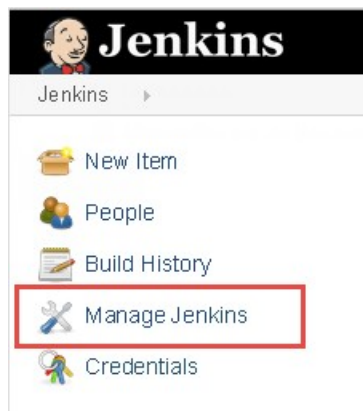 Jenkins
Jenkins
New Item
People
Build History
Manage Jenkins
Credentials